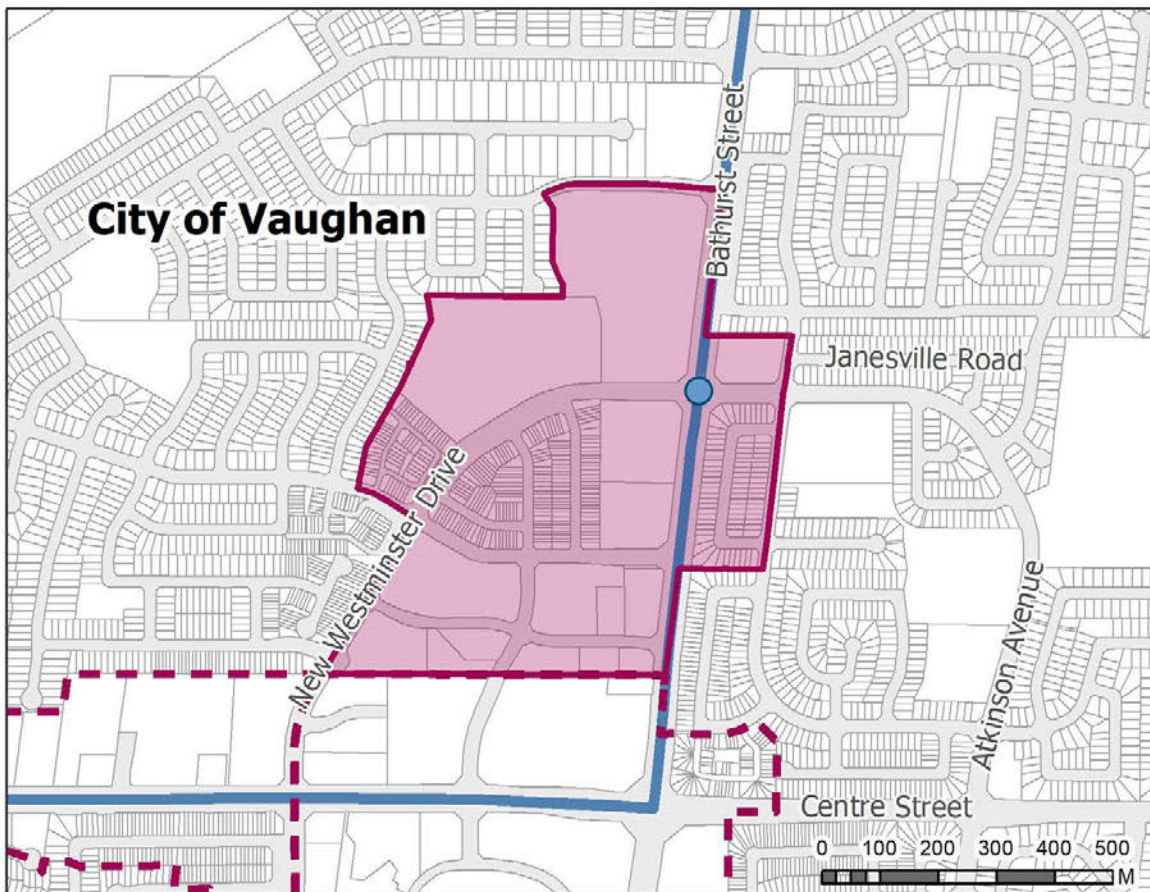 Bathurst Street
City of Vaughan
Janesville Road
New Westminster Drive
Atkinson Avenue
Centre Street
0 100 200 300 400 500
M